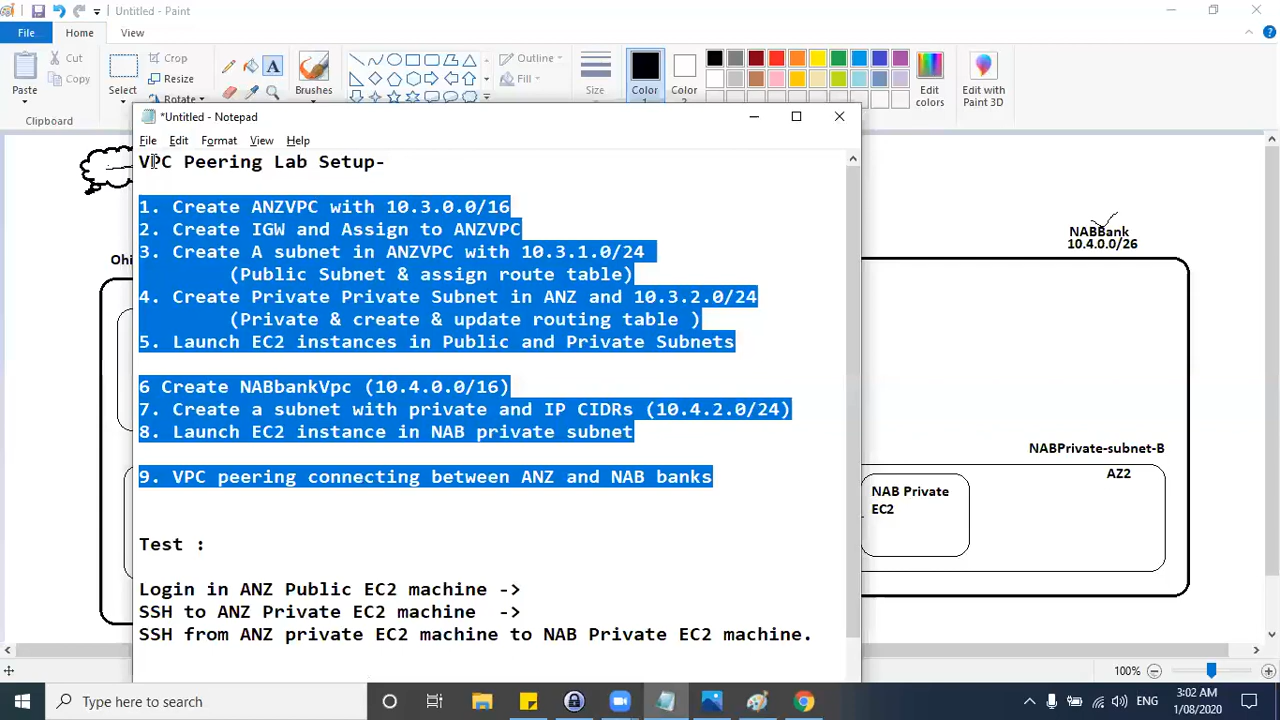 Untitled - Paint
File
Home
View
Paste
Cut
Copy
Clipboard
Select
Crop
Resize
Rotate
Brushes
Outline
Fill
Size
Color
1
Color
2
Edit
colors
Edit with
Paint 3D
*Untitled - Notepad
File
Edit
Format
View
Help
VPC Peering Lab Setup-
1. Create ANZVPC with 10.3.0.0/16
2. Create IGW and Assign to ANZVPC
3. Create A subnet in ANZVPC with 10.3.1.0/24
(Public Subnet & assign route table)
4. Create Private Private Subnet in ANZ and 10.3.2.0/24
(Private & create & update routing table )
5. Launch EC2 instances in Public and Private Subnets
6 Create NABbankVpc (10.4.0.0/16)
7. Create a subnet with private and IP CIDRs (10.4.2.0/24)
8. Launch EC2 instance in NAB private subnet
9. VPC peering connecting between ANZ and NAB banks
Test :
Login in ANZ Public EC2 machine ->
SSH to ANZ Private EC2 machine  ->
SSH from ANZ private EC2 machine to NAB Private EC2 machine.
Ohi
NABBank
10.4.0.0/26
NABPrivate-subnet-B
AZ2
NAB Private
EC2
100%
Type here to search
ENG
3:02 AM
1/08/2020